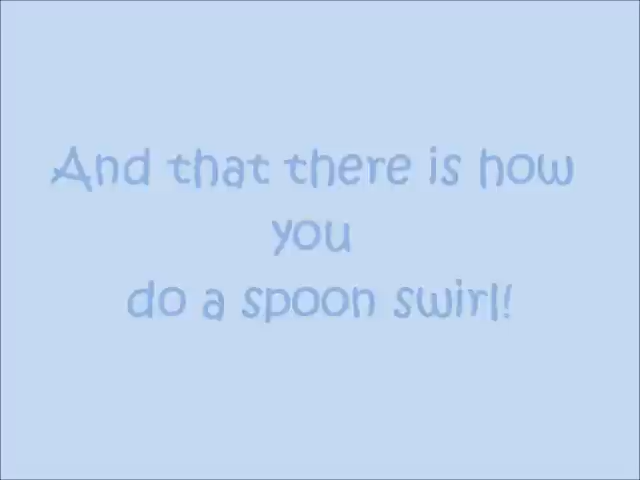 And that there is how
you
do a spoon swirl!